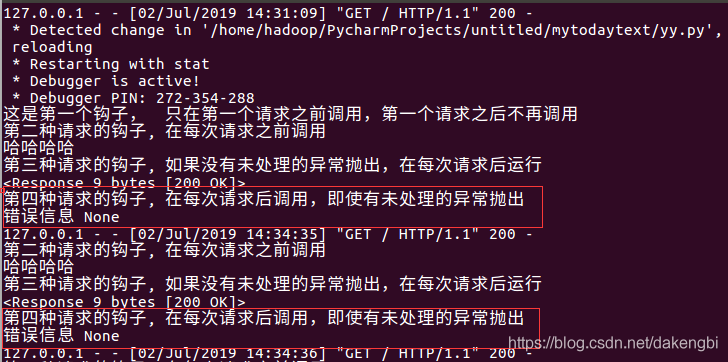 127.0.0.1 - - [02/Jul/2019 14:31:09] "GET / HTTP/1.1" 200 -
* Detected change in '/home/hadoop/PycharmProjects/untitled/mytodaytext/yy.py',
reloading
* Restarting with stat
* Debugger is active!
* Debugger PIN: 272-354-288
这是第一个钩子， 只在第一个请求之前调用，第一个请求之后不再调用
第二种请求的钩子, 在每次请求之前调用
哈哈哈哈
第三种请求的钩子, 如果没有未处理的异常抛出，在每次请求后运行
<Response 9 bytes [200 OK]>
第四种请求的钩子, 在每次请求后调用，即使有未处理的异常抛出
错误信息 None
127.0.0.1 - - [02/Jul/2019 14:34:35] "GET / HTTP/1.1" 200 -
第二种请求的钩子, 在每次请求之前调用
哈哈哈哈
第三种请求的钩子, 如果没有未处理的异常抛出，在每次请求后运行
<Response 9 bytes [200 OK]>
第四种请求的钩子, 在每次请求后调用，即使有未处理的异常抛出
错误信息 None
https://blog.csdn.net/dakengbi
127.0.0.1 - - [02/Jul/2019 14:34:36] "GET / HTTP/1.1" 200 -